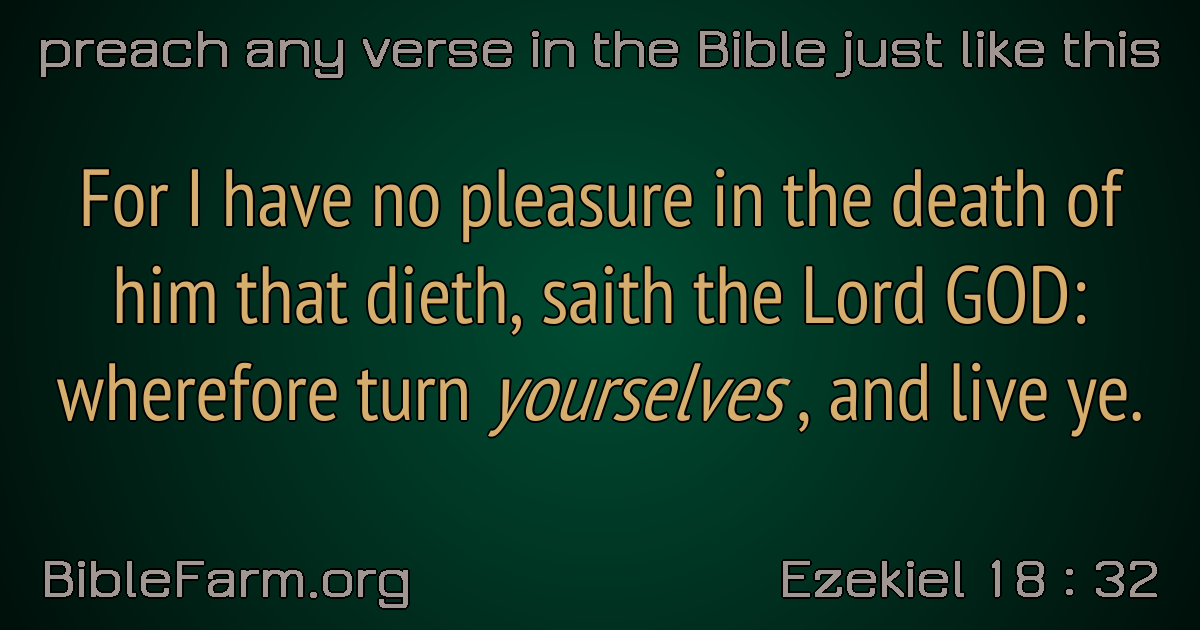 preach any verse in the Bible just like this
For I have no pleasure in the death of
him that dieth, saith the Lord GOD:
wherefore turn yourselves , and live ye.
BibleFarm.org
Ezekiel 18 : 32